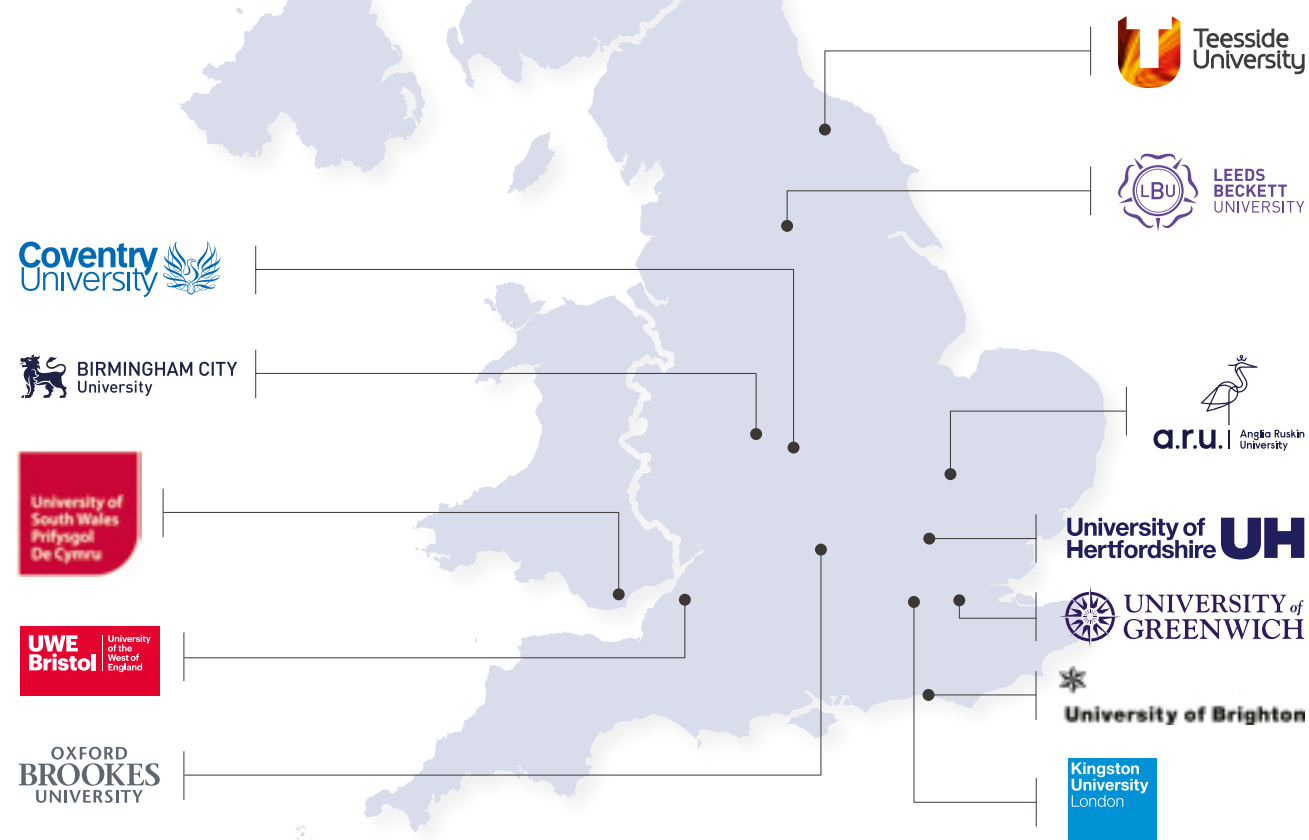 Teesside
University
LBU
LEEDS
BECKETT
UNIVERSITY
Coventry
University
BIRMINGHAM CITY
University
a.r.u.
Anglia Ruskin
University
University of
South Wales
Prifysgol
De Cymru
University of
Hertfordshire
UH
UNIVERSITY of
GREENWICH
UWE
Bristol
University
of the
West of
England
University of Brighton
OXFORD
BROOKES
UNIVERSITY
Kingston
University
London